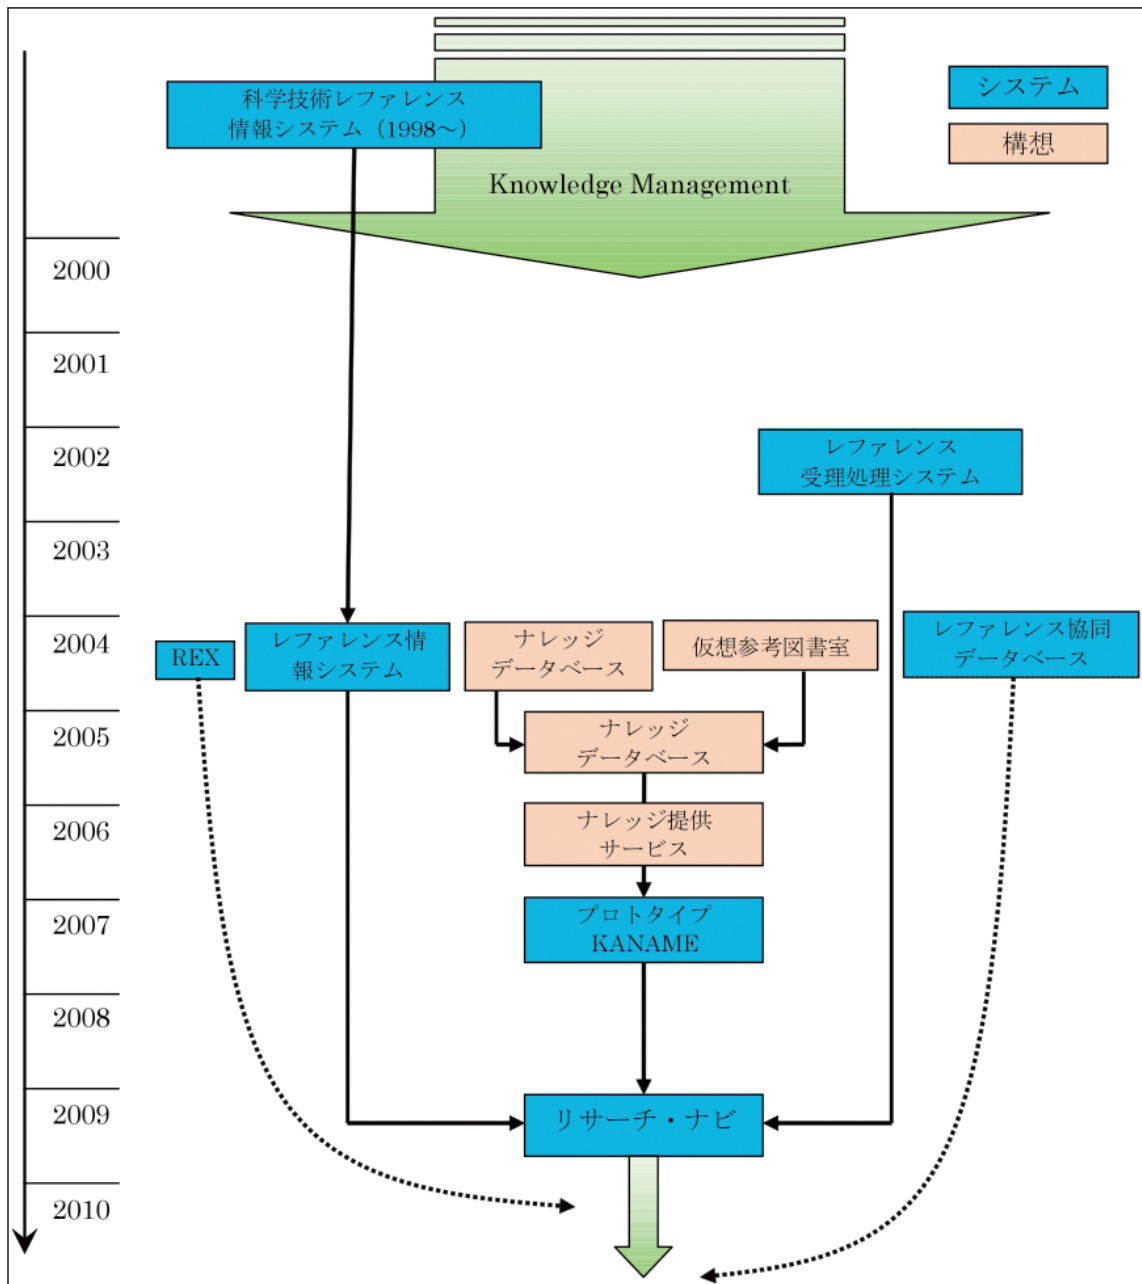 科学技術レファレンス
情報システム（1998～）
システム
構想
Knowledge Management
2000
2001
2002
レファレンス
受理処理システム
2003
2004
REX
レファレンス情
報システム
ナレッジ
データベース
仮想参考図書室
レファレンス協同
データベース
2005
ナレッジ
データベース
2006
ナレッジ提供
サービス
2007
プロトタイプ
KANAME
2008
2009
リサーチ・ナビ
2010